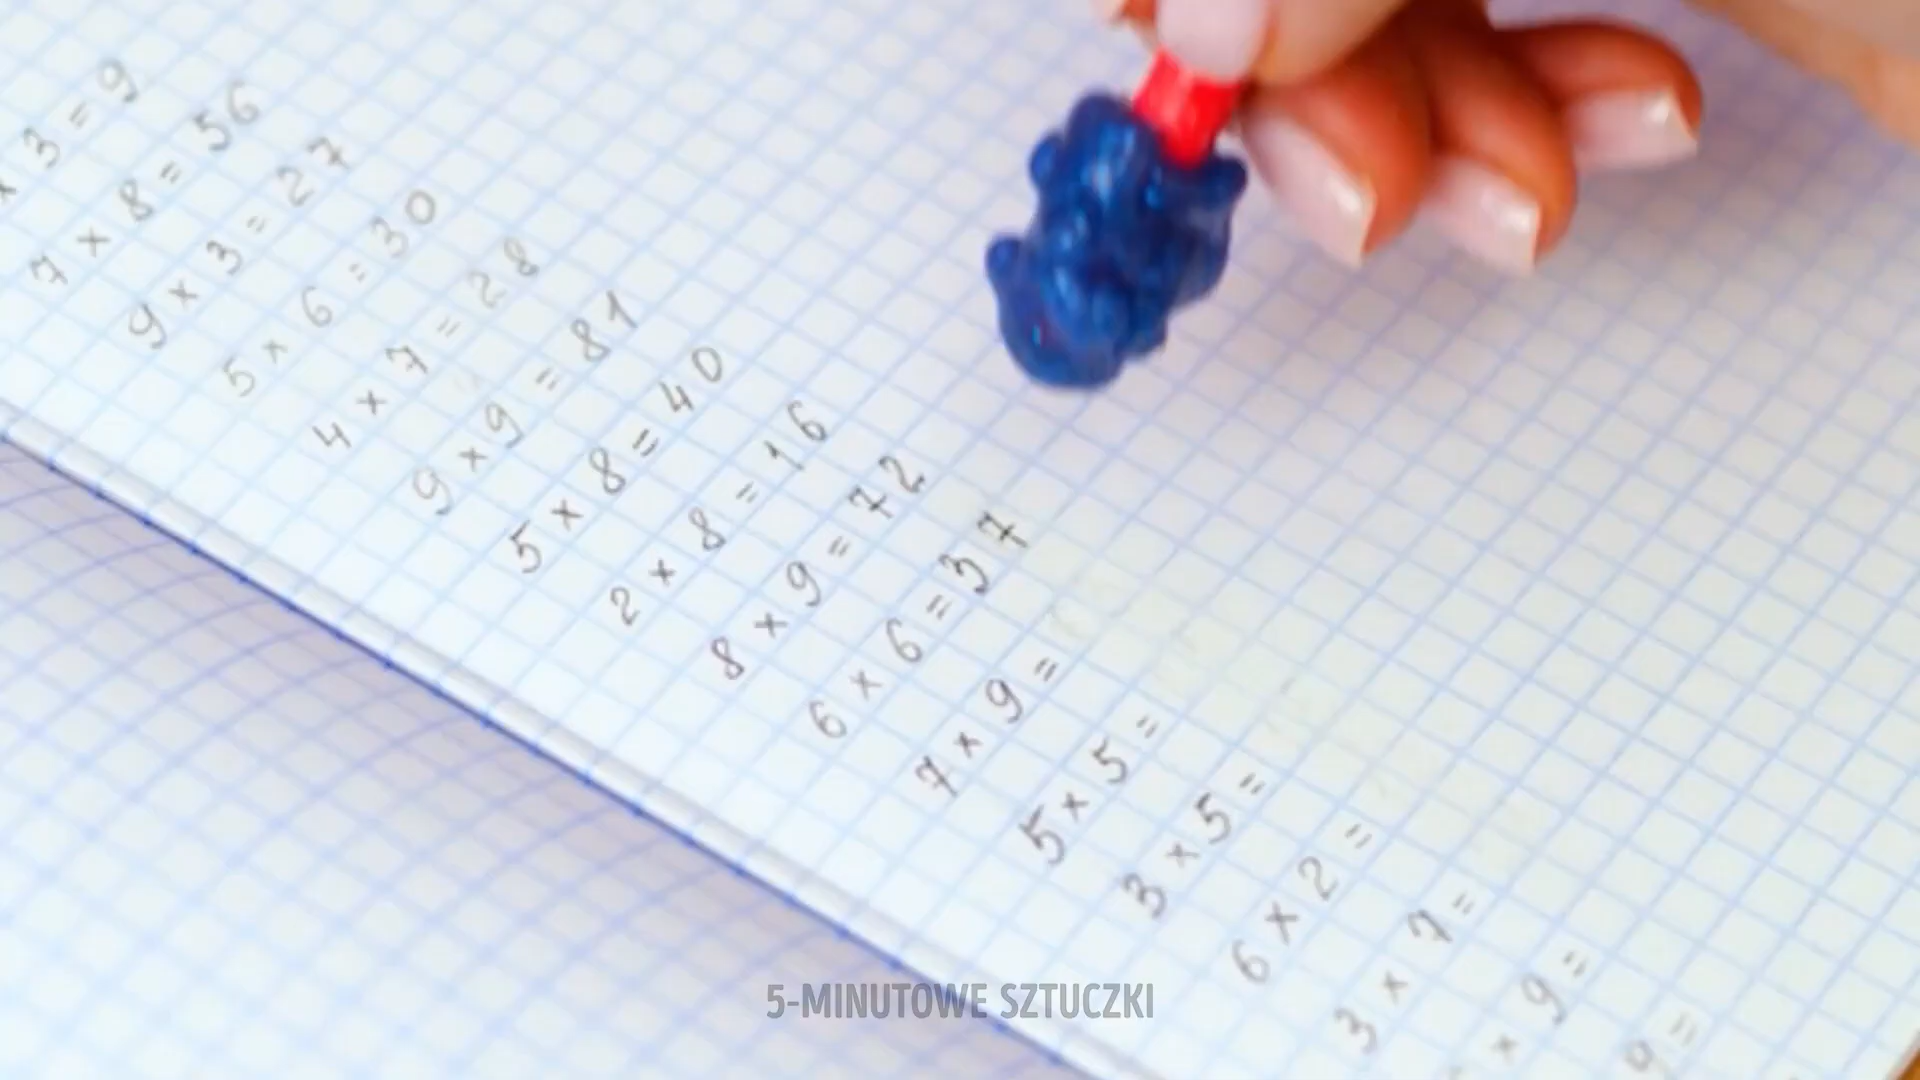 x 3 = 9
7 x 8 = 56
9 x 3 = 27
5 x 6 = 30
4 x 7 = 28
9 x 9 = 81
5 x 8 = 40
2 x 8 = 16
8 x 9 = 72
6 x 6 = 37
7 x 9 =
5 x 5 =
3 x 5 =
6 x 2 =
3 x 7 =
x 9 =
9 =
5-MINUTOWE SZTUCZKI